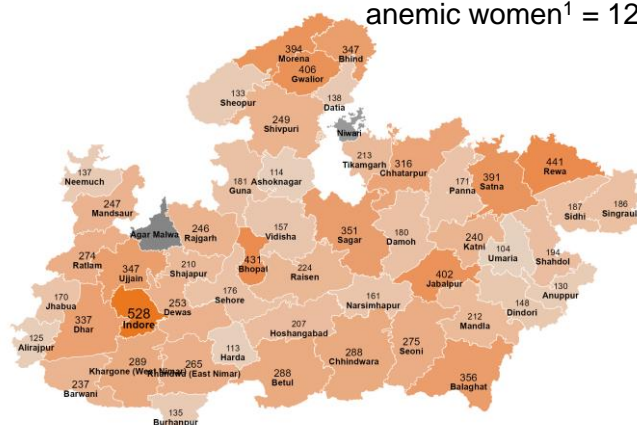 anemic women¹ = 12
394
Morena
347
Bhind
406
Gwalior
133
Sheopur
138
Datia
249
Shivpuri
Niwari
213
Tikamgarh
316
Chhatarpur
441
Rewa
391
Satna
171
Panna
187
Sidhi
186
Singraul
137
Neemuch
247
Mandsaur
181
Guna
114
Ashoknagar
Agar Malwa
246
Rajgarh
157
Vidisha
351
Sagar
180
Damoh
240
Katni
104
Umaria
194
Shahdol
130
Anuppur
274
Ratlam
347
Ujjain
210
Shajapur
431
Bhopal
224
Raisen
402
Jabalpur
148
Dindori
170
Jhabua
337
Dhar
528
Indore
253
Dewas
176
Sehore
161
Narsimhapur
212
Mandla
125
Alirajpur
207
Hoshangabad
113
Harda
289
Khargone (West Nimar)
265
Khandwa (East Nimar)
288
Betul
288
Chhindwara
275
Seoni
356
Balaghat
237
Barwani
135
Burhanpur